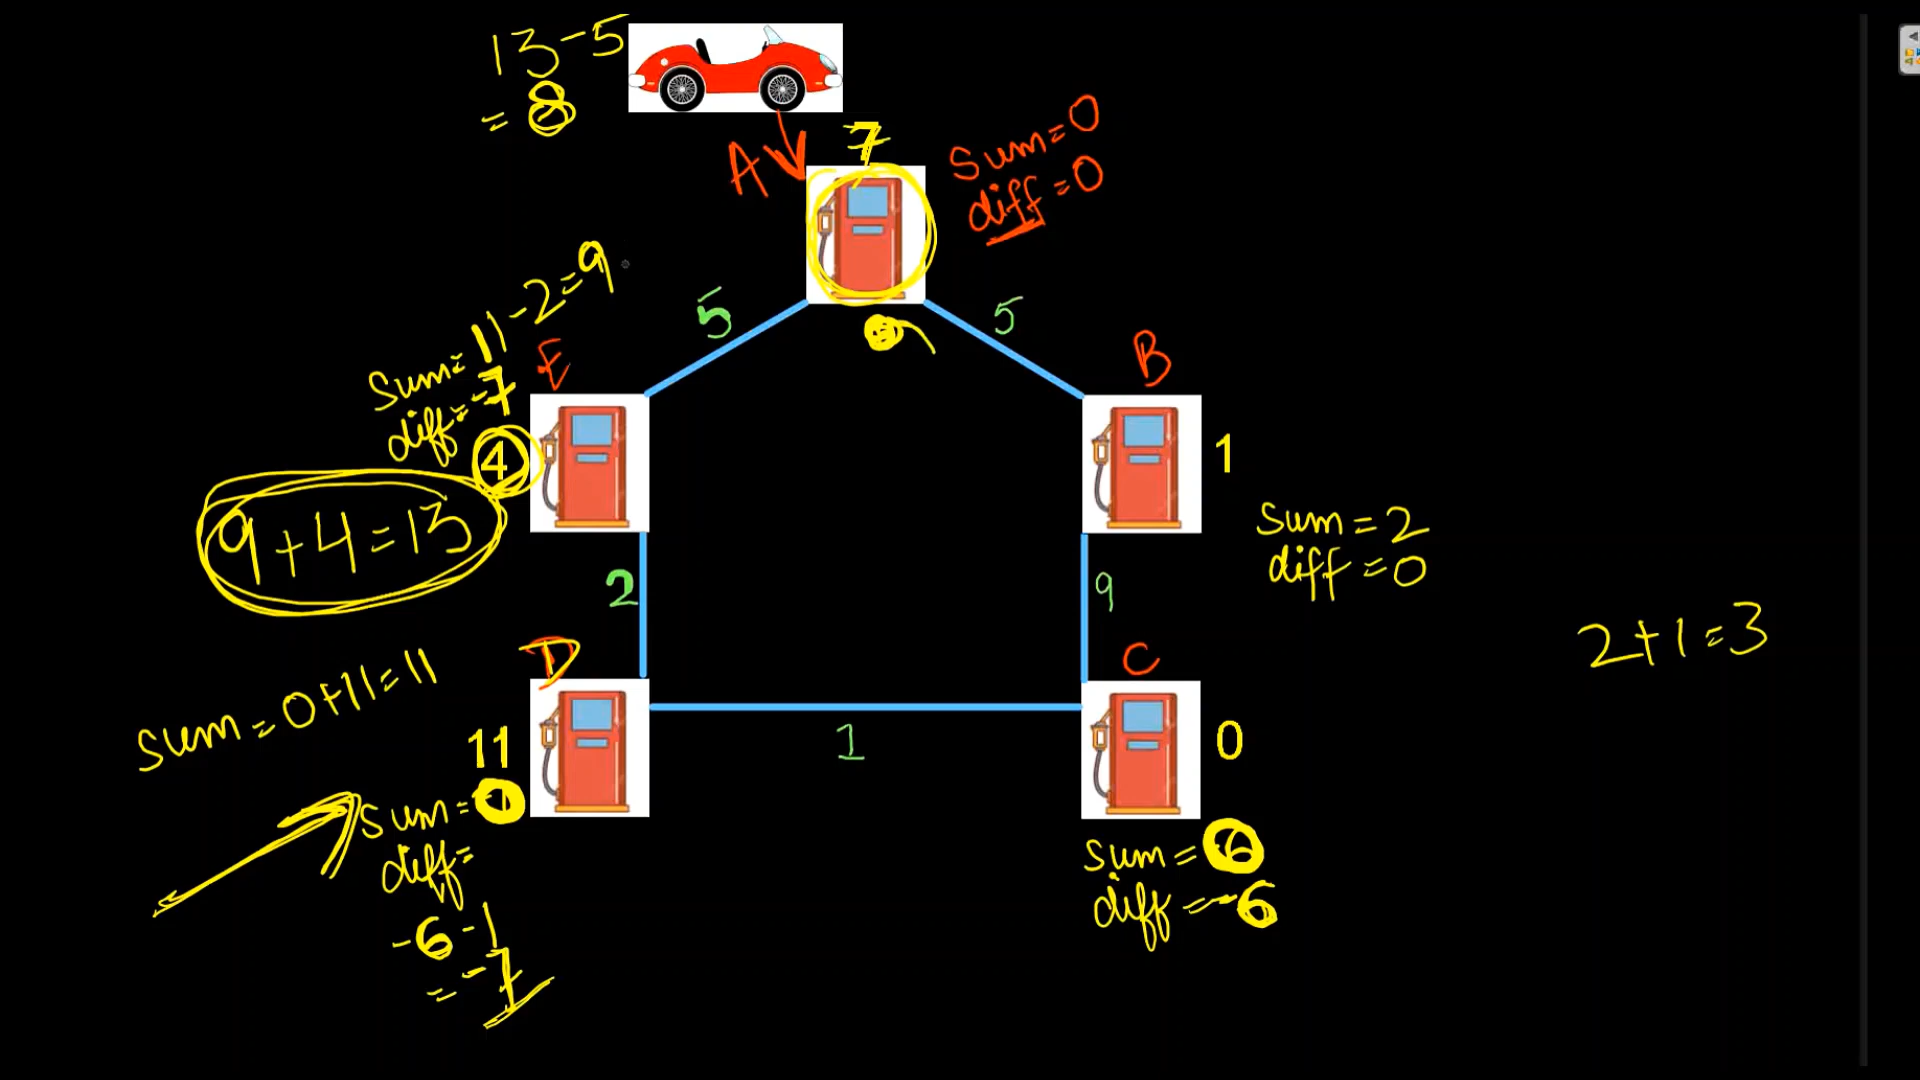 13-5
= 8
7
A
Sum=0
diff=0
5
5
Sum=11-2=9
diff=-7
E
4
9+4=13
B
1
Sum=2
diff=0
2
9
2+1=3
D
C
Sum=0+11=11
11
1
0
Sum=0
diff=
-6-1
=-7
Sum=6
diff=-6